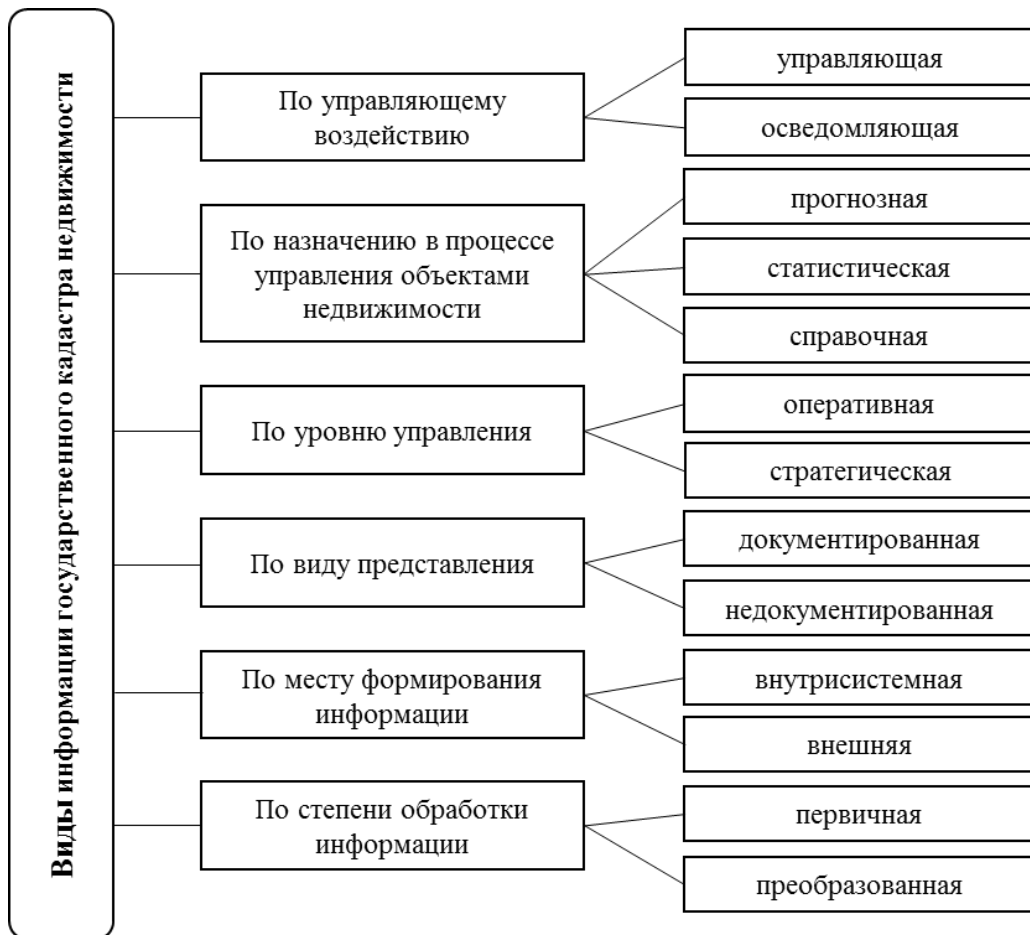 Виды информации государственного кадастра недвижимости
По управляющему
воздействию
управляющая
осведомляющая
По назначению в процессе
управления объектами
недвижимости
прогнозная
статистическая
справочная
По уровню управления
оперативная
стратегическая
По виду представления
документированная
недокументированная
По месту формирования
информации
внутрисистемная
внешняя
По степени обработки
информации
первичная
преобразованная